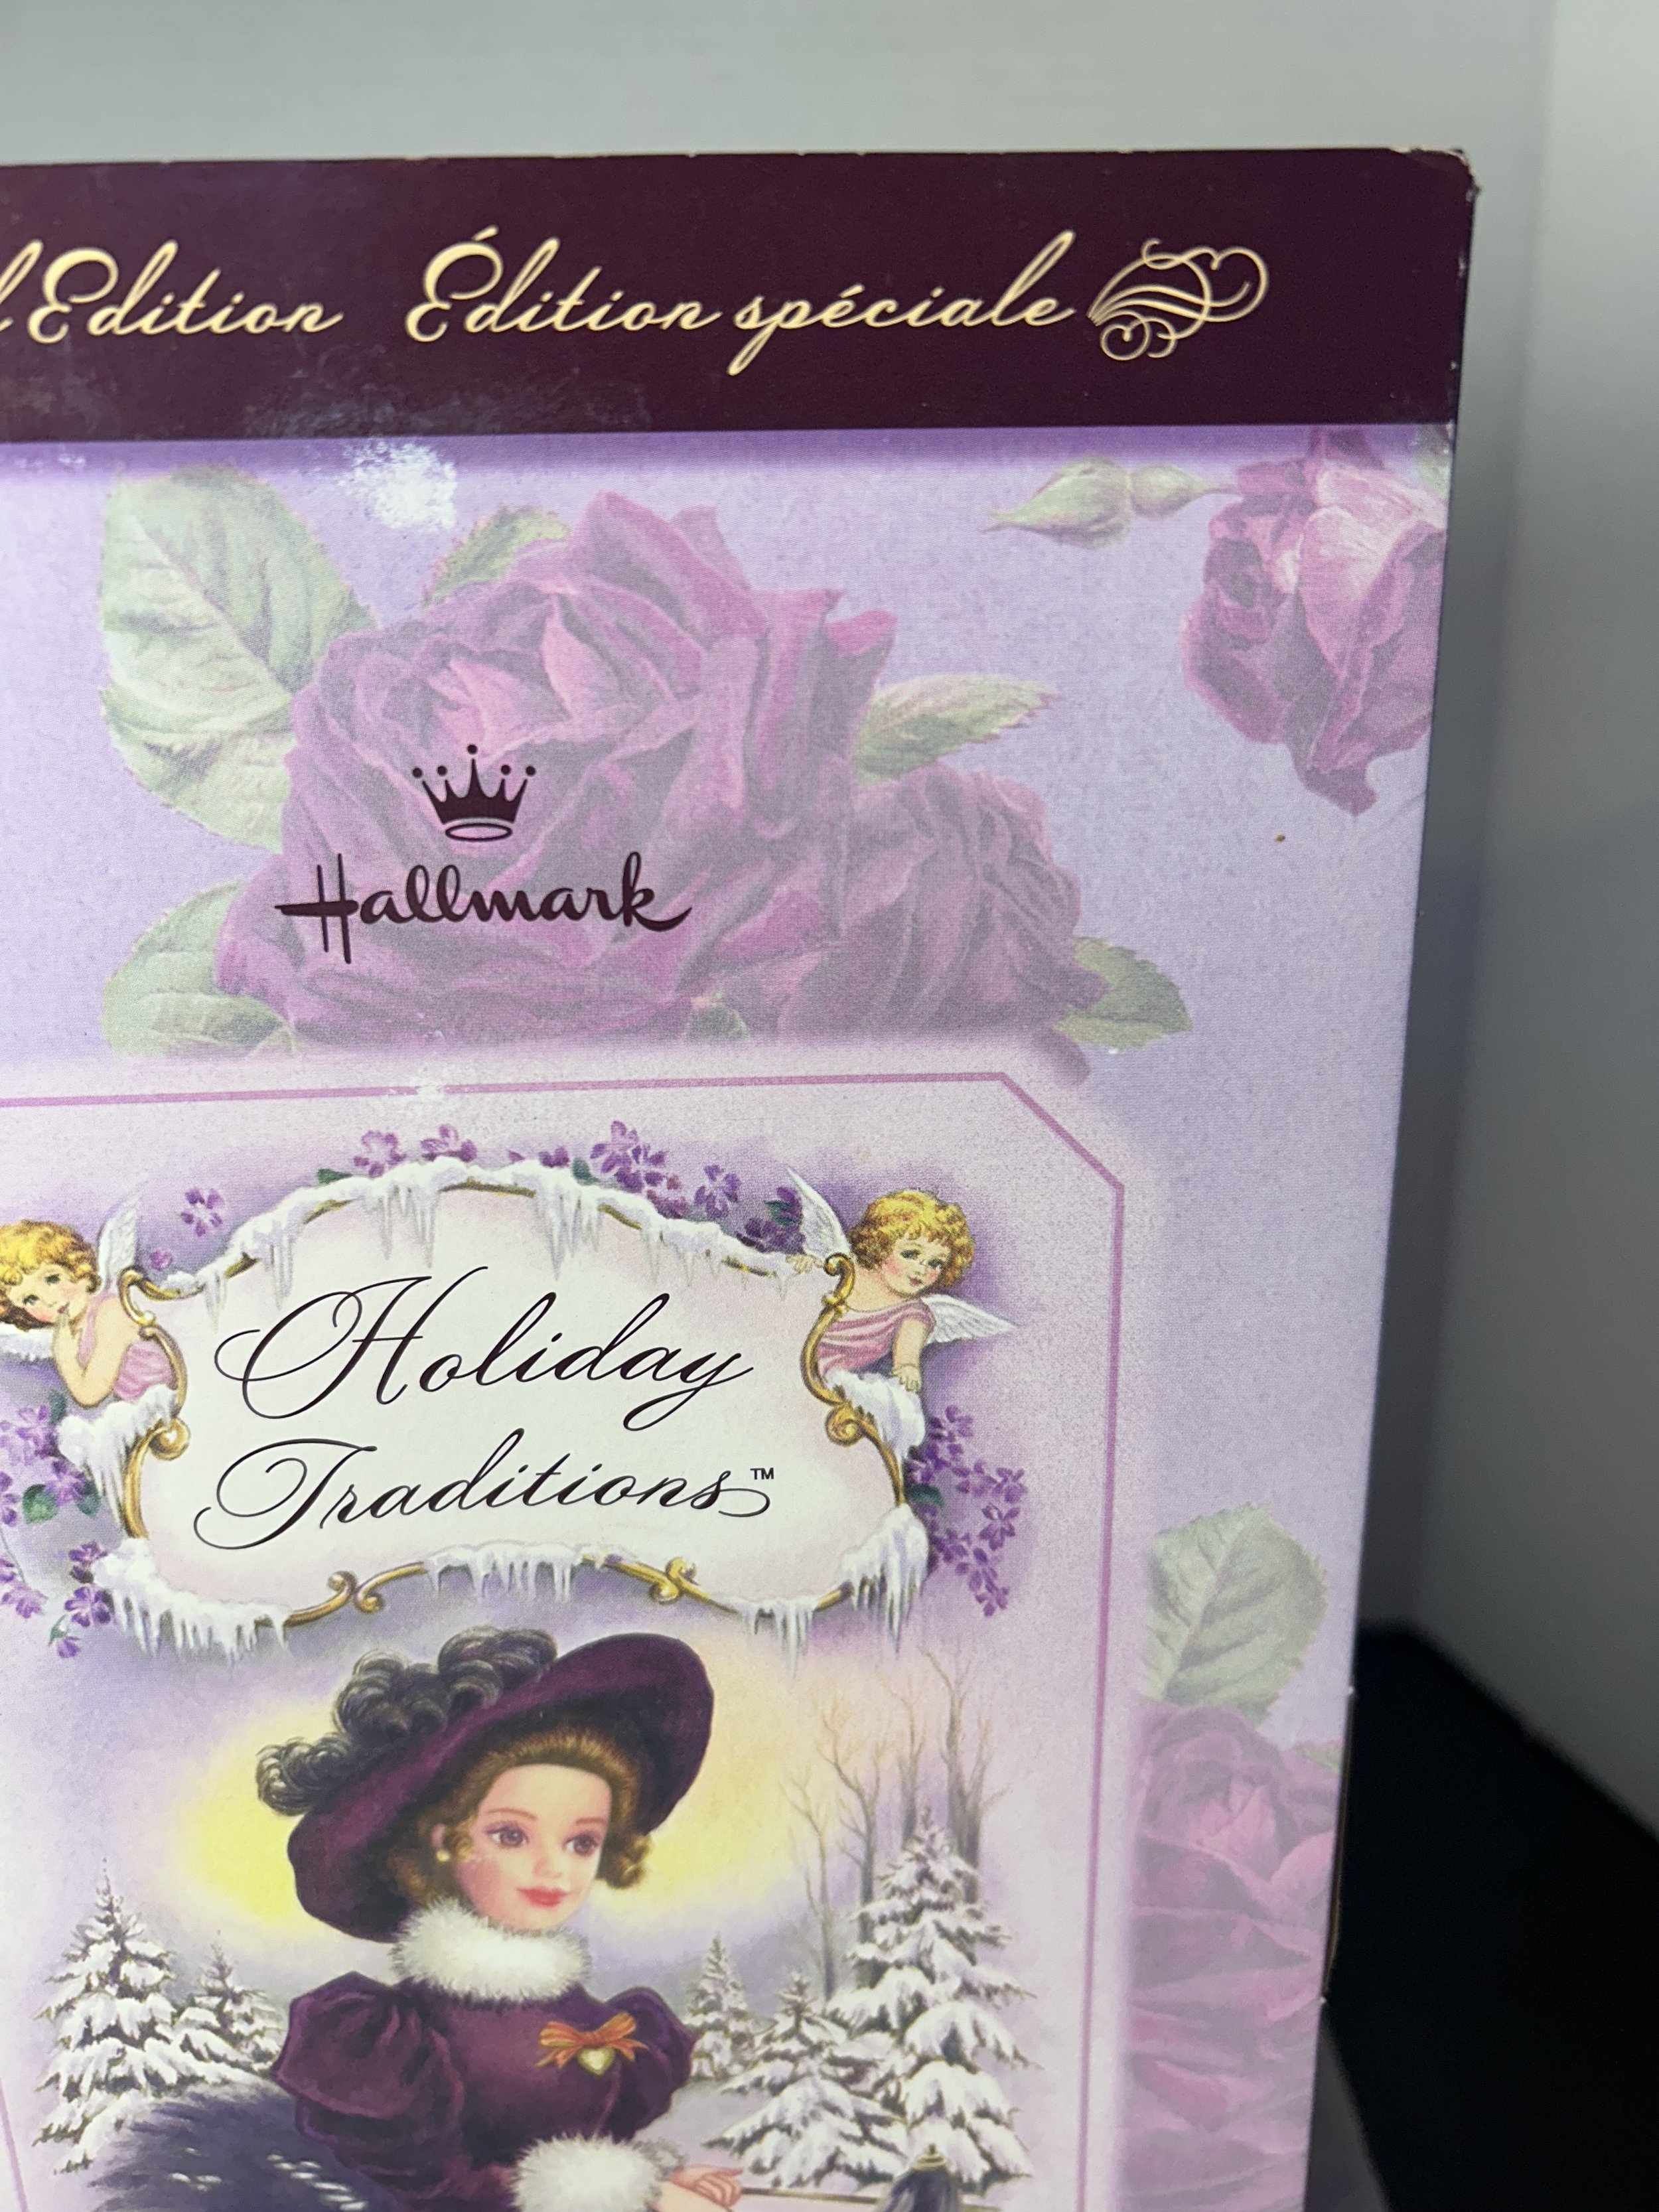 l Edition Édition spéciale
Hallmark
Holiday
Traditions™